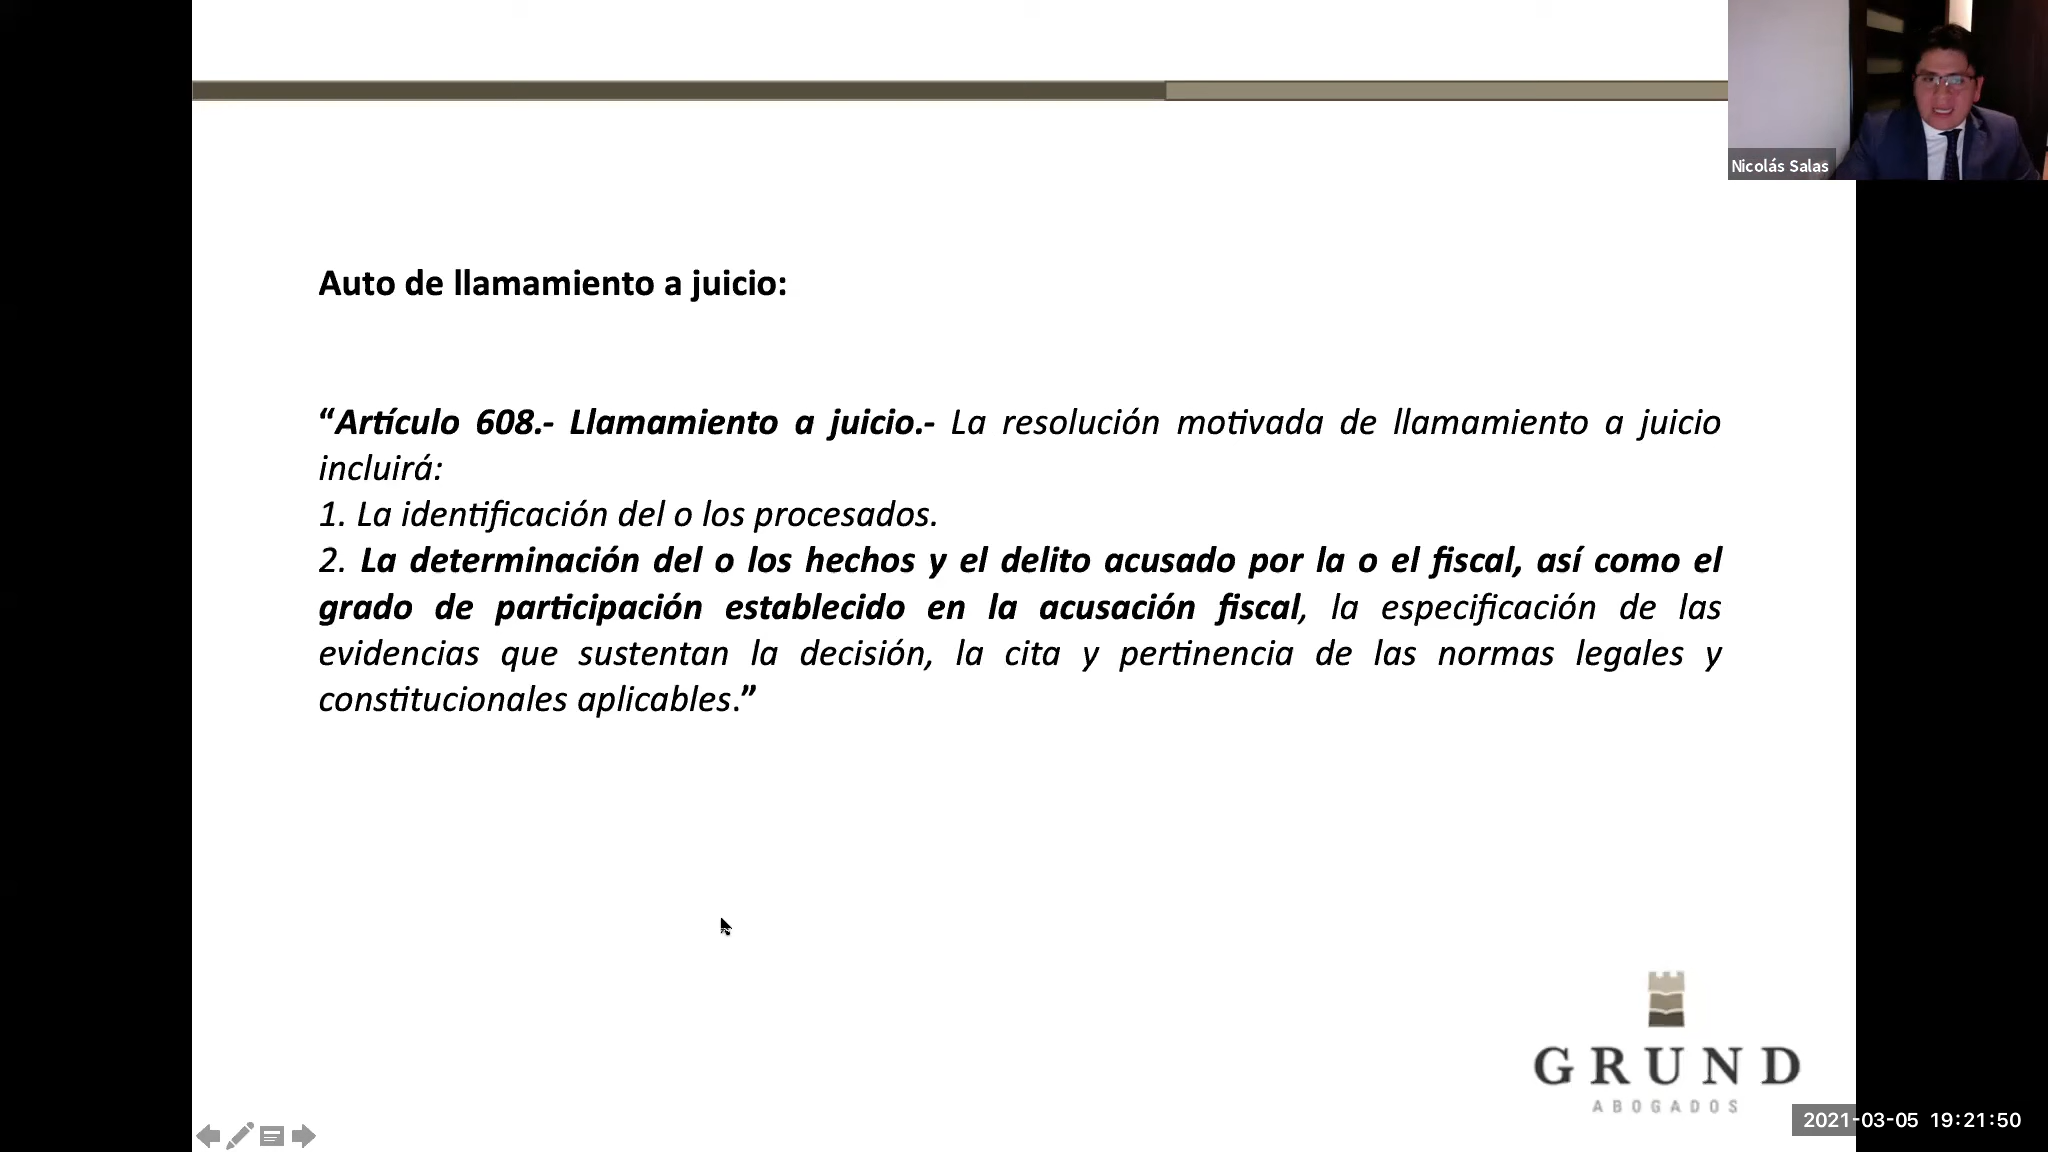 Nicolás Salas
Auto de llamamiento a juicio:
“Artículo 608.- Llamamiento a juicio.- La resolución motivada de llamamiento a juicio
incluirá:
1. La identificación del o los procesados.
2. La determinación del o los hechos y el delito acusado por la o el fiscal, así como el
grado de participación establecido en la acusación fiscal, la especificación de las
evidencias que sustentan la decisión, la cita y pertinencia de las normas legales y
constitucionales aplicables.”
GRUND
ABOGADOS
2021-03-05 19:21:50